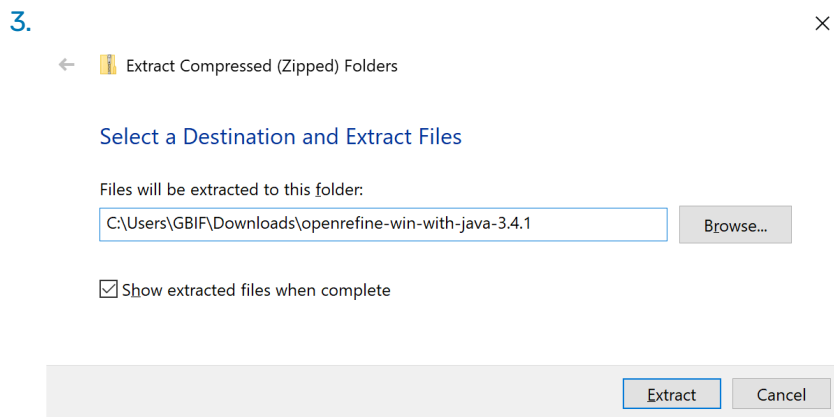 3.
Extract Compressed (Zipped) Folders
Select a Destination and Extract Files
Files will be extracted to this folder:
C:\Users\GBIF\Downloads\openrefine-win-with-java-3.4.1
Browse...
Show extracted files when complete
Extract
Cancel